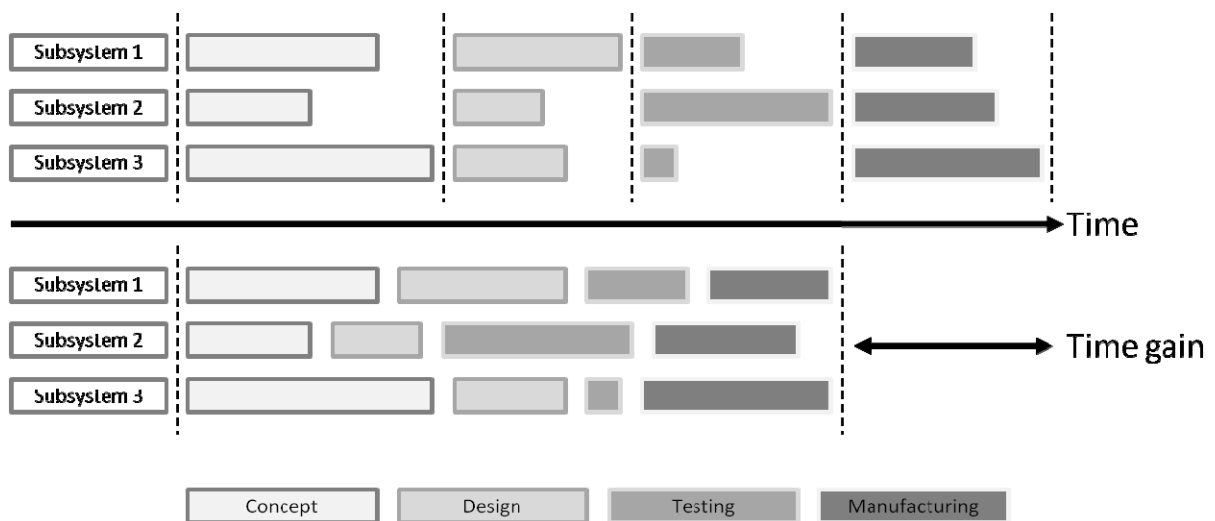 Subsystem 1
Subsystem 2
Subsystem 3
Time
Subsystem 1
Subsystem 2
Time gain
Subsystem 3
Concept Design Testing Manufacturing